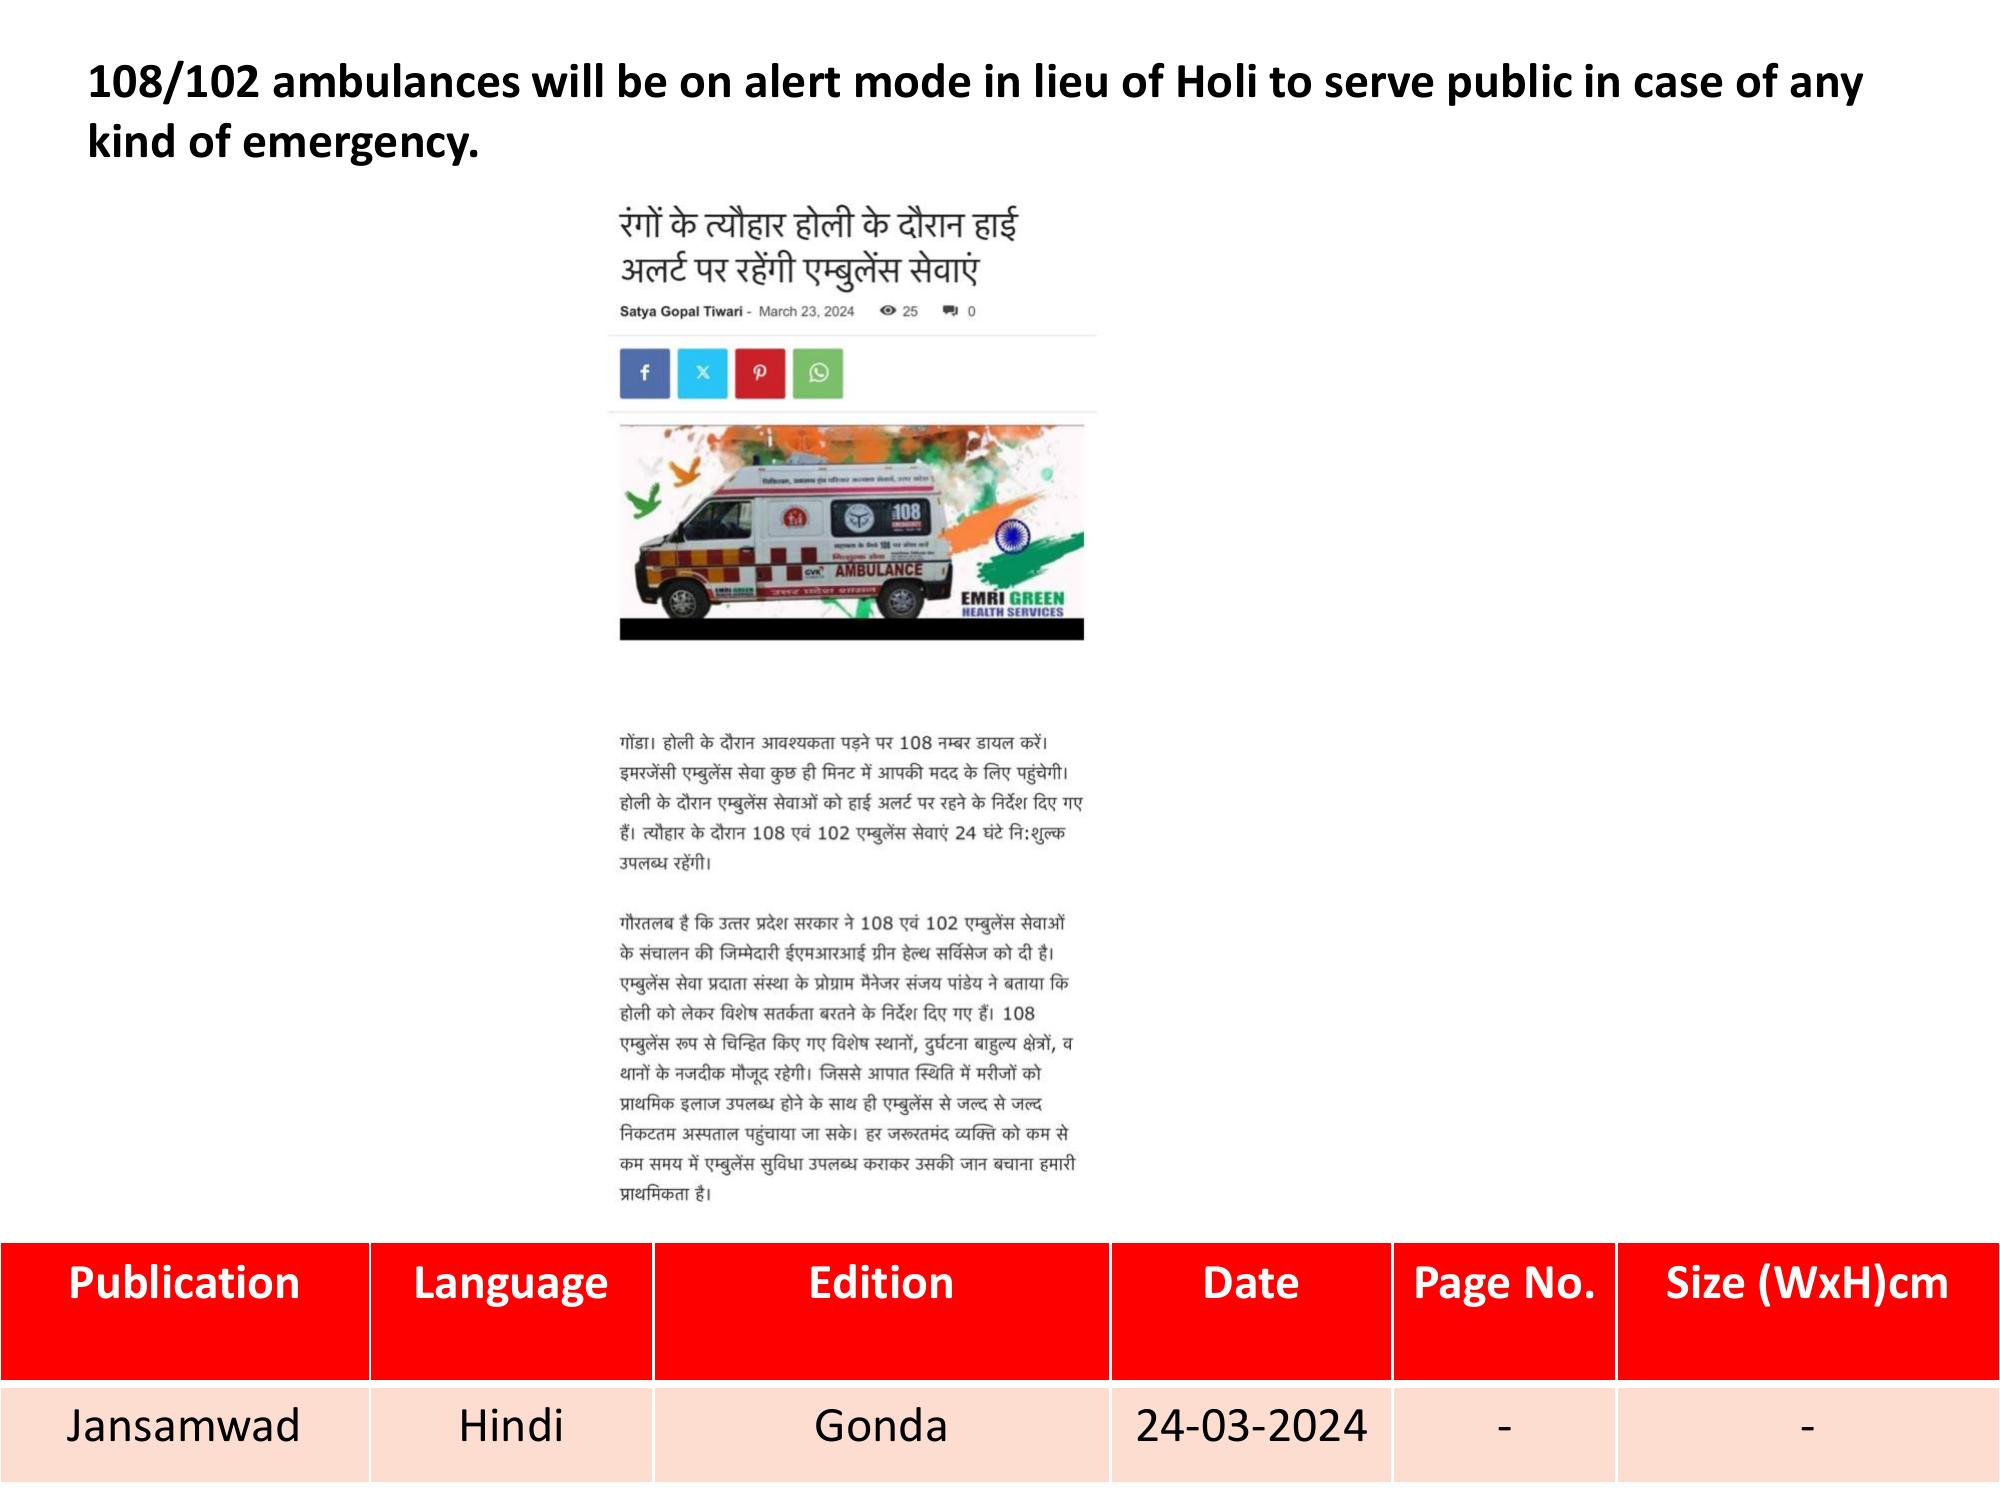 108/102 ambulances will be on alert mode in lieu of Holi to serve public in case of any
kind of emergency.
रंगों के त्यौहार होली के दौरान हाई
अलर्ट पर रहेंगी एम्बुलेंस सेवाएं
Satya Gopal Tiwari - March 23, 2024 25 0
108
EMERGENCY
निःशुल्क सेवा
GVK
AMBULANCE
EMRI GREEN
उत्तर प्रदेश शासन
EMRI GREEN
HEALTH SERVICES
गोंडा। होली के दौरान आवश्यकता पड़ने पर 108 नम्बर डायल करें।
इमरजेंसी एम्बुलेंस सेवा कुछ ही मिनट में आपकी मदद के लिए पहुंचेगी।
होली के दौरान एम्बुलेंस सेवाओं को हाई अलर्ट पर रहने के निर्देश दिए गए
हैं। त्यौहार के दौरान 108 एवं 102 एम्बुलेंस सेवाएं 24 घंटे नि:शुल्क
उपलब्ध रहेंगी।
गौरतलब है कि उत्तर प्रदेश सरकार ने 108 एवं 102 एम्बुलेंस सेवाओं
के संचालन की जिम्मेदारी ईएमआरआई ग्रीन हेल्थ सर्विसेज को दी है।
एम्बुलेंस सेवा प्रदाता संस्था के प्रोग्राम मैनेजर संजय पांडेय ने बताया कि
होली को लेकर विशेष सतर्कता बरतने के निर्देश दिए गए हैं। 108
एम्बुलेंस रूप से चिन्हित किए गए विशेष स्थानों, दुर्घटना बाहुल्य क्षेत्रों, व
थानों के नजदीक मौजूद रहेगी। जिससे आपात स्थिति में मरीजों को
प्राथमिक इलाज उपलब्ध होने के साथ ही एम्बुलेंस से जल्द से जल्द
निकटतम अस्पताल पहुंचाया जा सके। हर जरूरतमंद व्यक्ति को कम से
कम समय में एम्बुलेंस सुविधा उपलब्ध कराकर उसकी जान बचाना हमारी
प्राथमिकता है।
Publication Language Edition Date Page No. Size (WxH)cm
Jansamwad Hindi Gonda 24-03-2024 - -